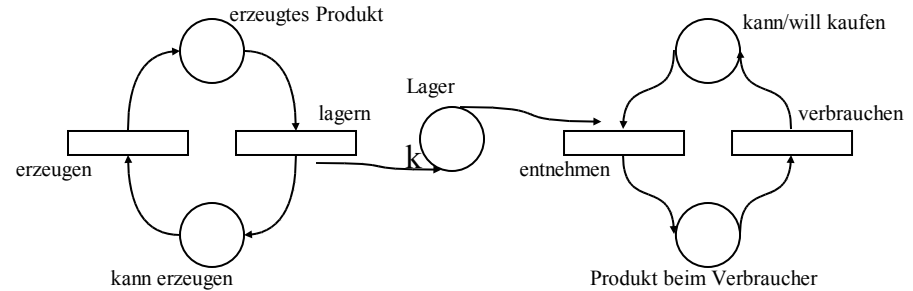 erzeugtes Produkt
kann/will kaufen
Lager
lagern
verbrauchen
k
erzeugen
entnehmen
kann erzeugen
Produkt beim Verbraucher